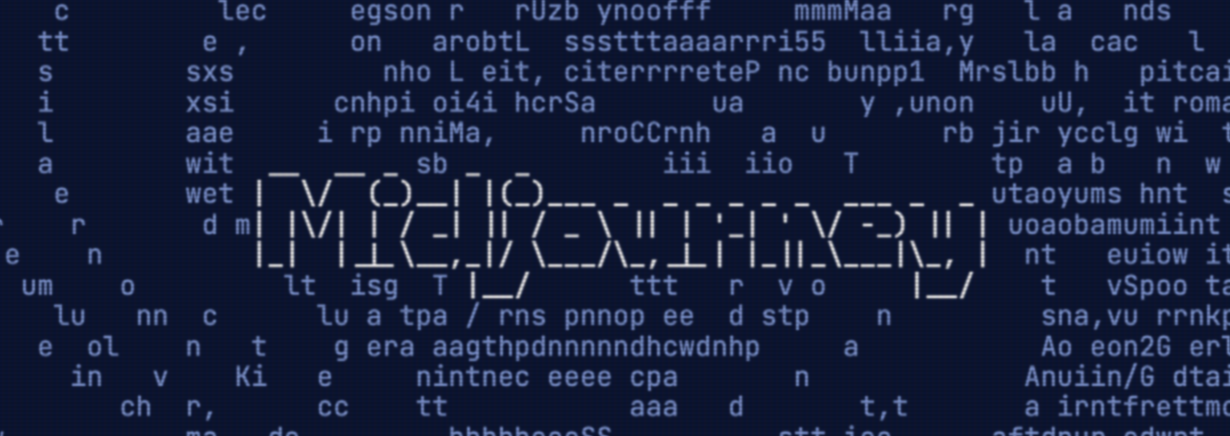 c lec egson r rUzb ynoofff mmmMaa rg l a nds
tt e , on arobtL ssstttaaaarrri55 lliia,y la cac l
s sxs nho L eit, citerrrreteP nc bunpp1 Mrslbb h pitcai
i xsi cnhpi oi4i hcrSa ua y ,unon uU, it roma
l aae i rp nniMa, nroCCrnh a u rb jir ycclg wi t
a wit sb iii iio T tp a b n w
e wet utaoyums hnt s
Midjourney
r r d m uoaobamumiint
e n nt euiow it
um o lt isg T ttt r v o t vSpoo ta
lu nn c lu a tpa / rns pnnop ee d stp n sna,vu rrnkp
e ol n t g era aagthpdnnnnndhcwdnhp a Ao eon2G erl
in v Ki e nintnec eeee cpa n Anuiin/G dtai
ch r, cc tt aaa d t,t a irntfrettmo